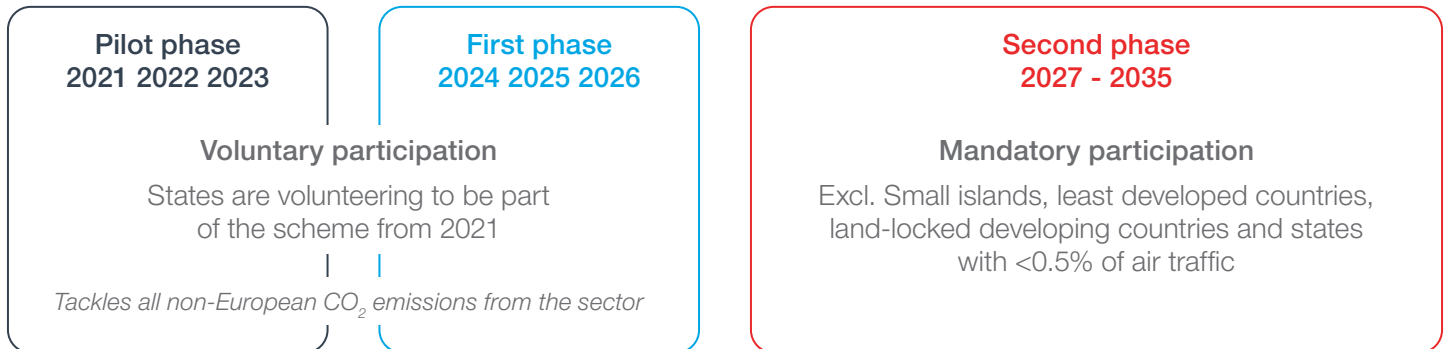 Pilot phase
2021 2022 2023
First phase
2024 2025 2026
Voluntary participation
States are volunteering to be part
of the scheme from 2021
Tackles all non-European CO₂ emissions from the sector
Second phase
2027 - 2035
Mandatory participation
Excl. Small islands, least developed countries,
land-locked developing countries and states
with <0.5% of air traffic